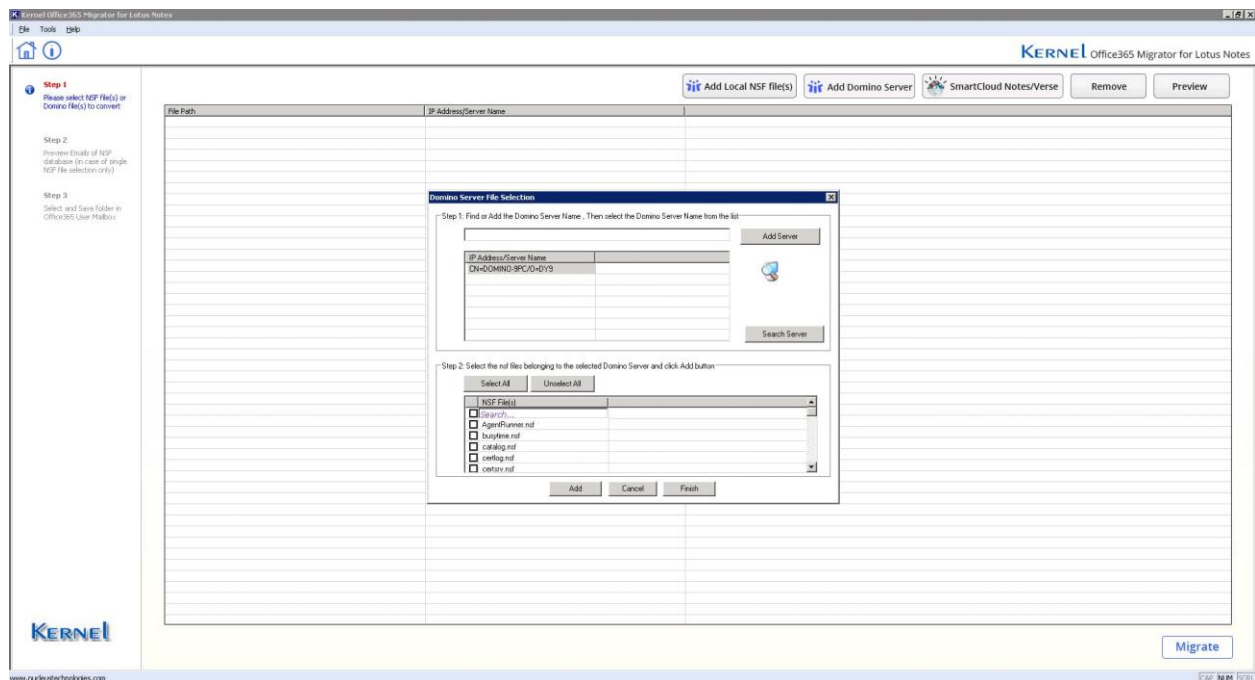 Kernel Office365 Migrator for Lotus Notes
File Tools Help
KERNEL Office365 Migrator for Lotus Notes
Step 1
Please select NSF file(s) or
Domino file(s) to convert
Step 2
Preview Emails of NSF
database (in case of single
NSF file selection only)
Step 3
Select and Save folder in
Office365 User Mailbox
Add Local NSF file(s) Add Domino Server SmartCloud Notes/Verse Remove Preview
File Path IP Address/Server Name
Domino Server File Selection
Step 1: Find or Add the Domino Server Name , Then select the Domino Server Name from the list
Add Server
IP Address/Server Name
CN=DOMINO-9PC/O=DY9
Search Server
Step 2: Select the nsf files belonging to the selected Domino Server and click Add button
Select All Unselect All
NSF File(s)
Search...
AgentRunner.nsf
busytime.nsf
catalog.nsf
certlog.nsf
certsrv.nsf
Add Cancel Finish
KERNEL
Migrate
www.nucleustechnologies.com
CAP NUM SCRL